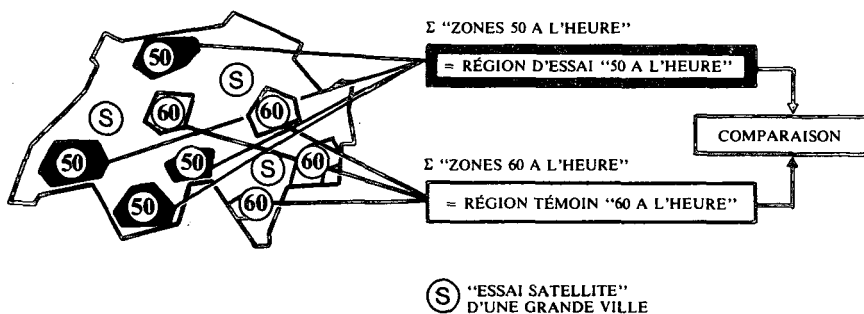 Σ “ZONES 50 A L’HEURE”
= RÉGION D’ESSAI “50 A L’HEURE”
COMPARAISON
Σ “ZONES 60 A L’HEURE”
= RÉGION TÉMOIN “60 A L’HEURE”
50
S
S
60
60
50
50
S
60
50
60
S “ESSAI SATELLITE”
D’UNE GRANDE VILLE